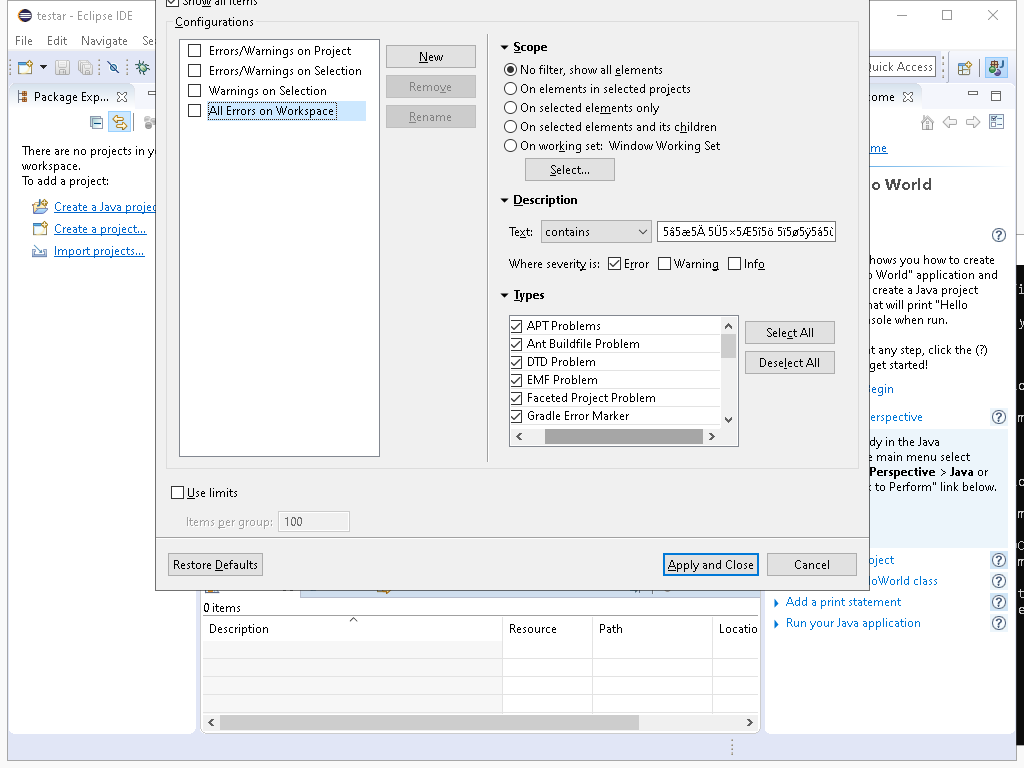 testar - Eclipse IDE
File Edit Navigate
Quick Access
Package Exp...
There are no projects in
workspace.
To add a project:
Create a Java
Create a project...
Import projects...
Show all items
Configurations
Errors/Warnings on Project
Errors/Warnings on Selection
Warnings on Selection
All Errors on Workspace
New
Remove
Rename
Scope
No filter, show all elements
On elements in selected projects
On selected elements only
On selected elements and its children
On working set: Window Working Set
Select...
Description
Text: contains
Where severity is: Error Warning Info
Types
APT Problems
Ant Buildfile Problem
DTD Problem
EMF Problem
Faceted Project Problem
Gradle Error Marker
Select All
Deselect All
Use limits
Items per group: 100
Restore Defaults
Apply and Close
Cancel
0 items
Description Resource Path Locatio
ome
me
o World
hows you how to create
o World" application and
create a Java project
hat will print "Hello
sole when run.
t any step, click the (?)
get started!
egin
erspective
dy in the Java
e main menu select
Perspective > Java or
k to Perform" link below.
oject
oWorld class
Add a print statement
Run your Java application